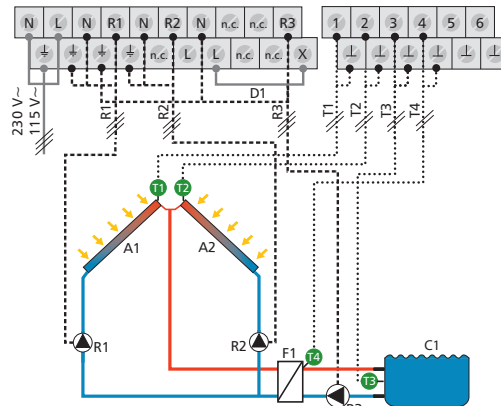 N L N R1 N R2 N n.c. n.c. R3
n.c. L L n.c. n.c. X
1 2 3 4 5 6
D1
230 V~
115 V~
R1
R2
R3
T1
T2
T3
T4
T1 T2
A1 A2
R1 R2
F1
T4
C1
T3